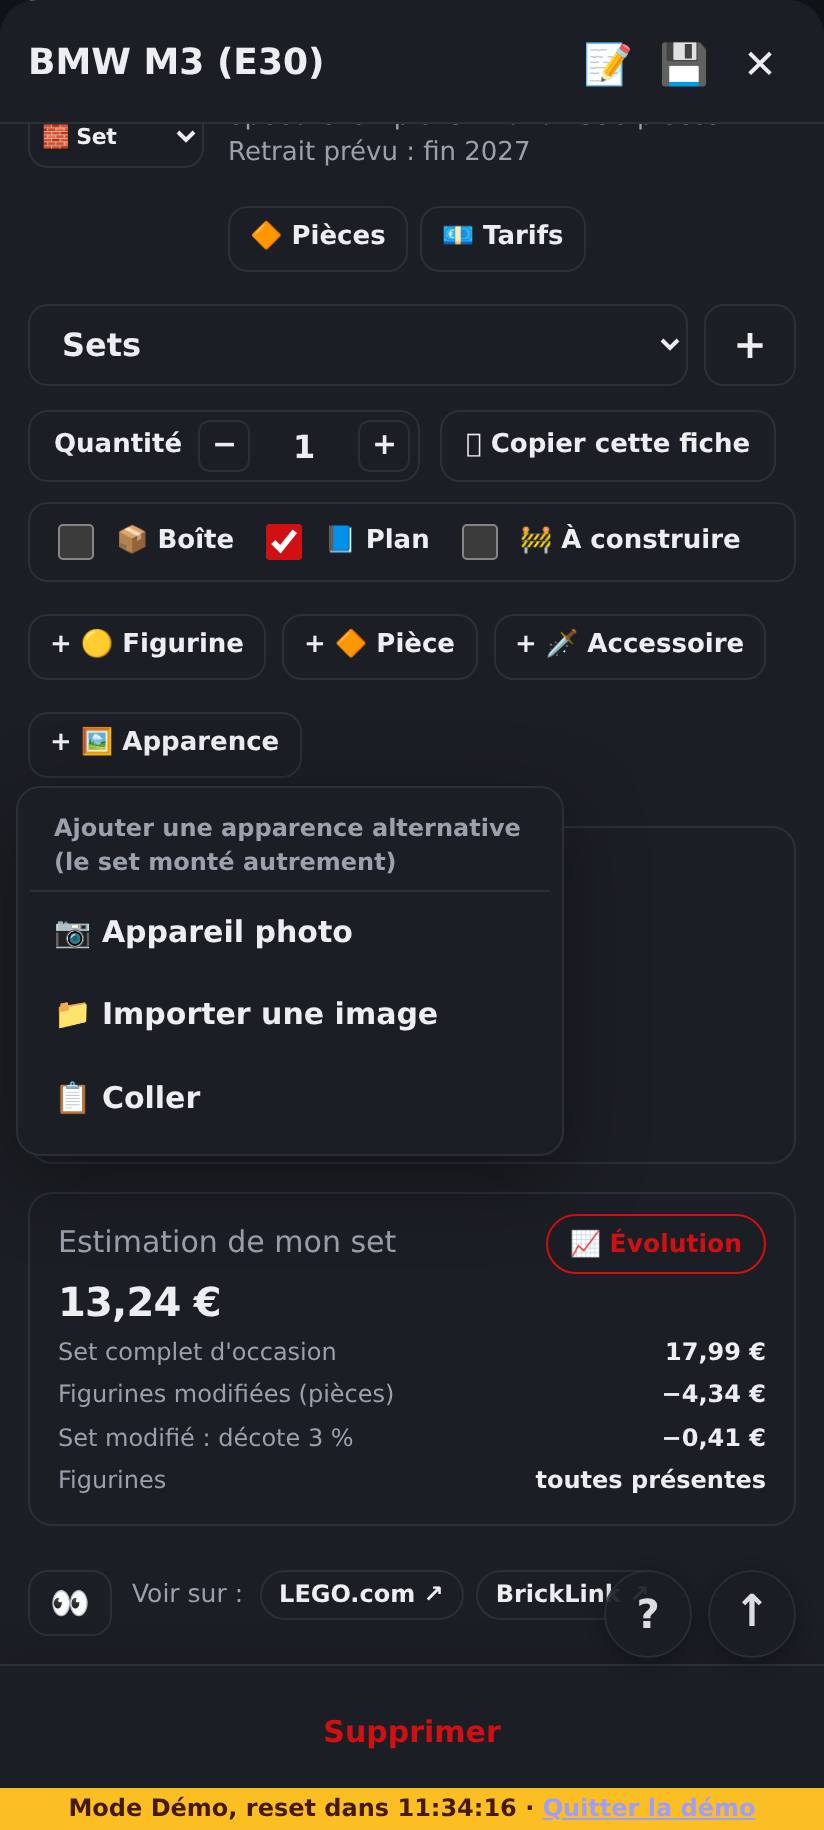 BMW M3 (E30)
Set
Retrait prévu : fin 2027
Pièces
Tarifs
Sets
+
Quantité − 1 +
Copier cette fiche
Boîte
Plan
À construire
+ Figurine
+ Pièce
+ Accessoire
+ Apparence
Ajouter une apparence alternative
(le set monté autrement)
Appareil photo
Importer une image
Coller
Estimation de mon set
Évolution
13,24 €
Set complet d'occasion 17,99 €
Figurines modifiées (pièces) −4,34 €
Set modifié : décote 3 % −0,41 €
Figurines toutes présentes
Voir sur : LEGO.com ↗ BrickLink ↗
? ↑
Supprimer
Mode Démo, reset dans 11:34:16 · Quitter la démo